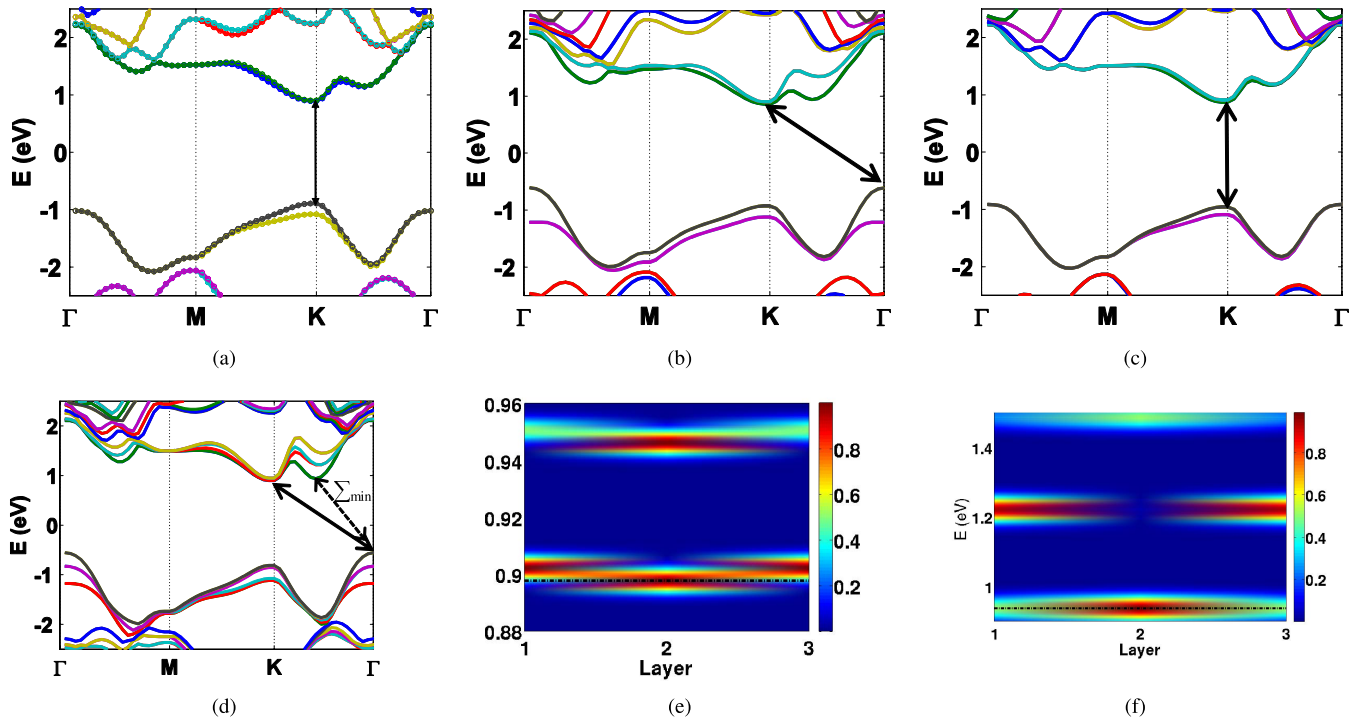 2
1
0
-1
-2
E (eV)
Γ
M
K
Γ
(a)
2
1
0
-1
-2
E (eV)
Γ
M
K
Γ
(b)
2
1
0
-1
-2
E (eV)
Γ
M
K
Γ
(c)
2
1
0
-1
-2
E (eV)
∑min
Γ
M
K
Γ
(d)
0.96
0.94
0.92
0.9
0.88
1
2
3
Layer
0.8
0.6
0.4
0.2
(e)
1.4
1.2
1
E (eV)
1
2
3
Layer
0.8
0.6
0.4
0.2
(f)